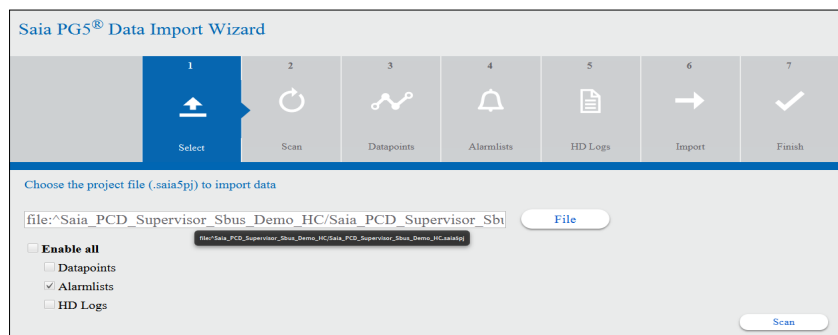 Saia PG5® Data Import Wizard
1 2 3 4 5 6 7
Select Scan Datapoints Alarmlists HD Logs Import Finish
Choose the project file (.saia5pj) to import data
file:^Saia_PCD_Supervisor_Sbus_Demo_HC/Saia_PCD_Supervisor_Sbu File
file:^Saia_PCD_Supervisor_Sbus_Demo_HC/Saia_PCD_Supervisor_Sbus_Demo_HC.saia5pj
Enable all
Datapoints
Alarmlists
HD Logs
Scan